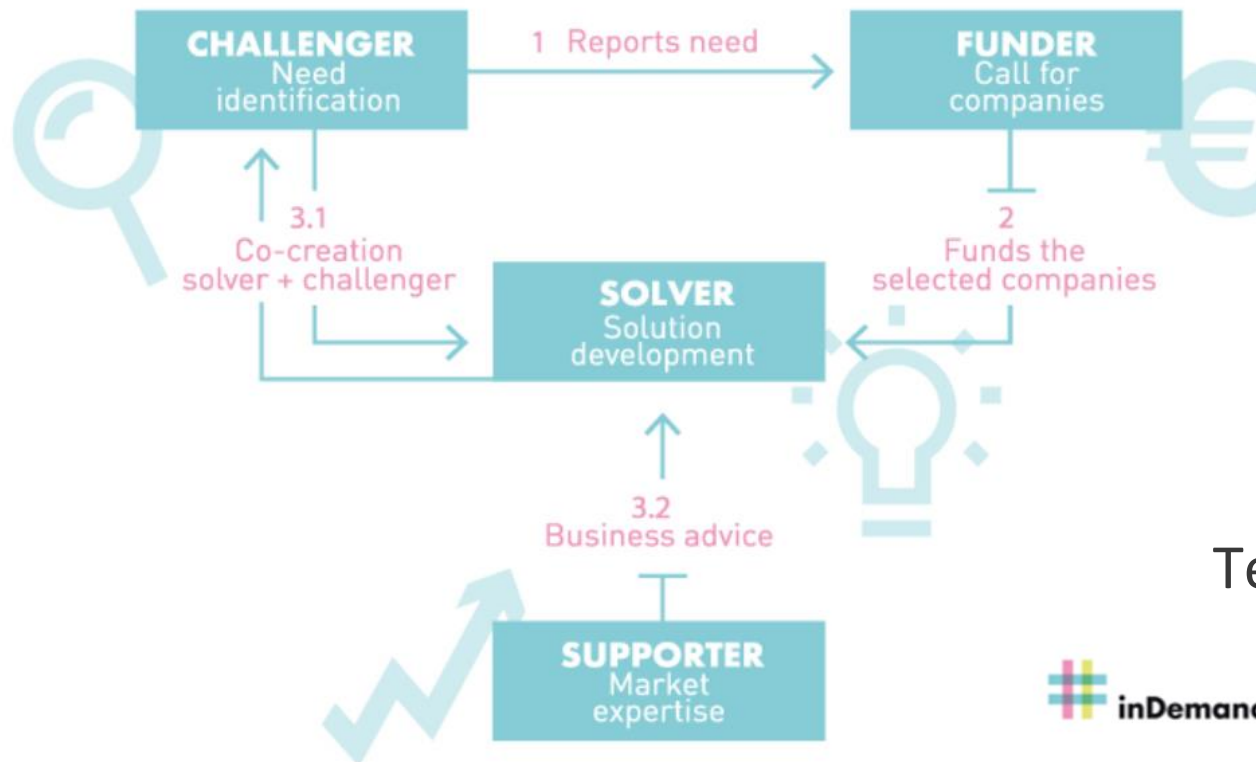 CHALLENGER
Need
identification
1 Reports need
FUNDER
Call for
companies
3.1
Co-creation
solver + challenger
2
Funds the
selected companies
SOLVER
Solution
development
3.2
Business advice
SUPPORTER
Market
expertise
Te
inDemand